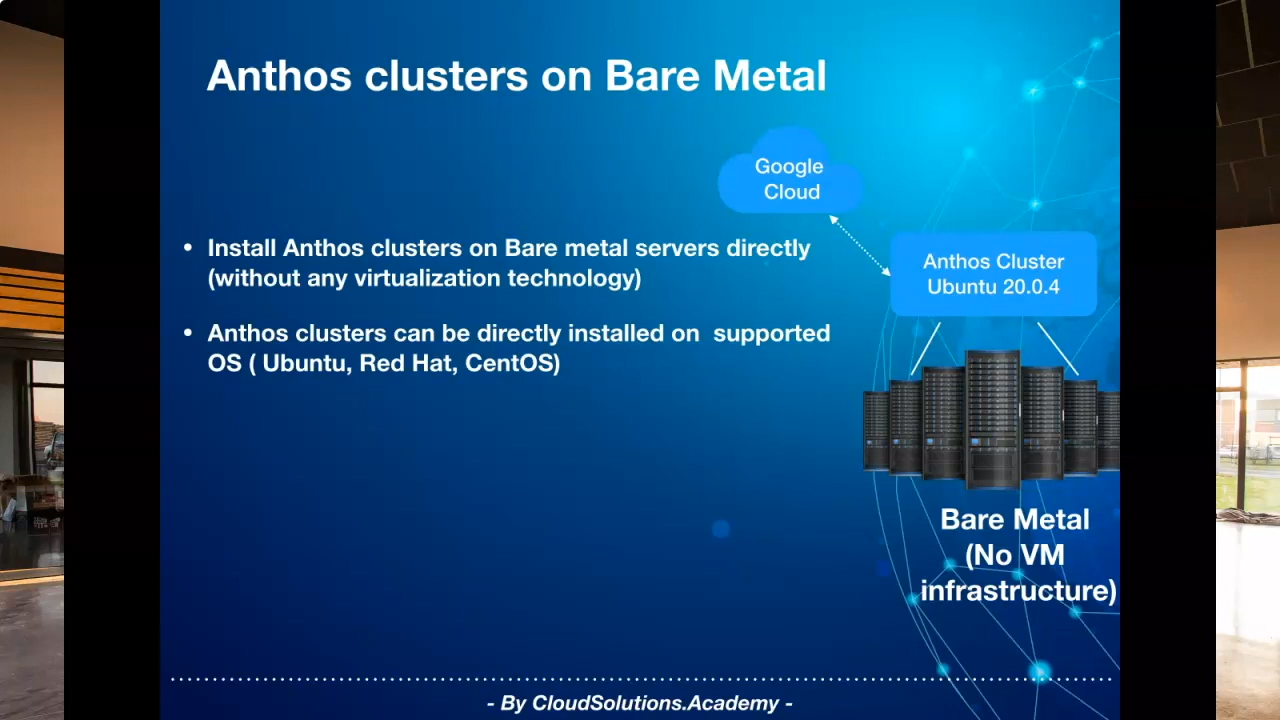 Anthos clusters on Bare Metal
Google
Cloud
• Install Anthos clusters on Bare metal servers directly
(without any virtualization technology)
Anthos Cluster
Ubuntu 20.0.4
• Anthos clusters can be directly installed on supported
OS ( Ubuntu, Red Hat, CentOS)
Bare Metal
(No VM
infrastructure)
- By CloudSolutions.Academy -